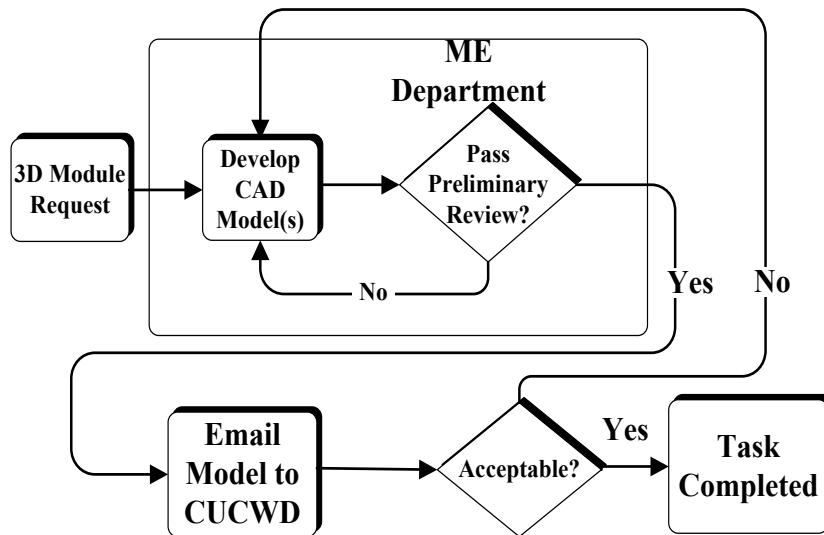 ME
Department
3D Module
Request
Develop
CAD
Model(s)
Pass
Preliminary
Review?
No
Yes
No
Email
Model to
CUCWD
Acceptable?
Yes
Task
Completed